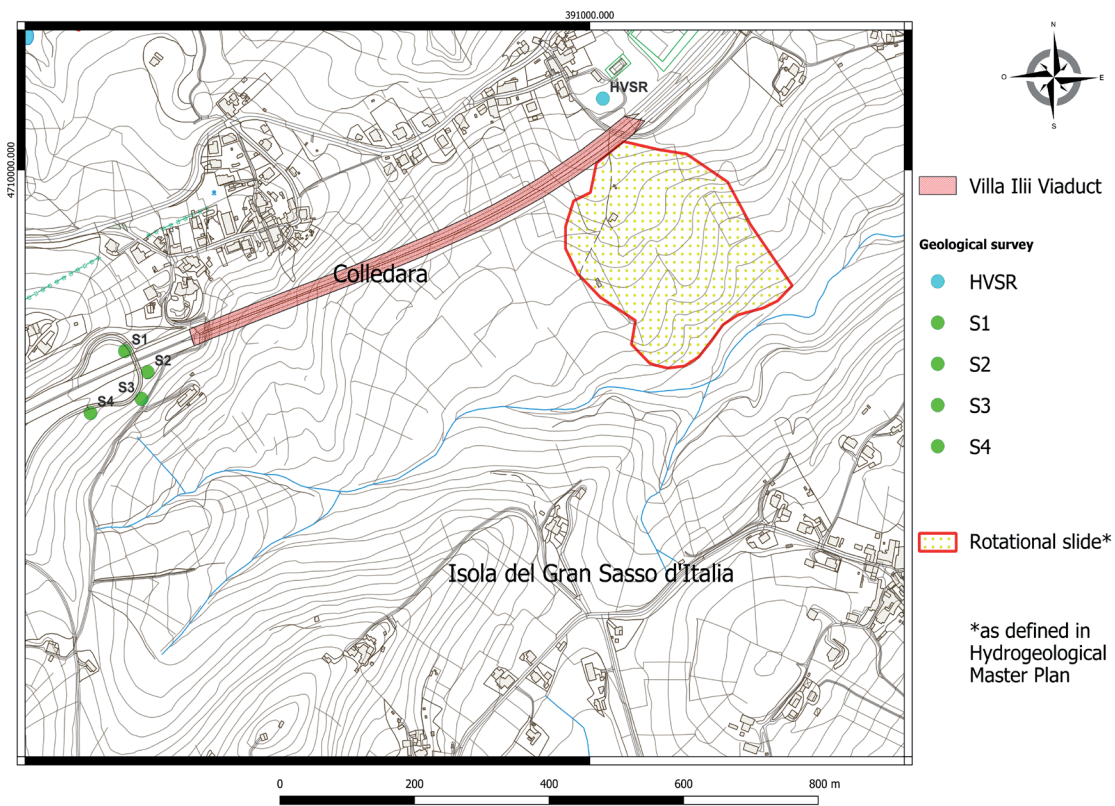 391000.000
4710000.000
HVSR
Colledara
S1
S2
S3
S4
Isola del Gran Sasso d'Italia
N
O
E
S
Villa Ilii Viaduct
Geological survey
HVSR
S1
S2
S3
S4
Rotational slide*
*as defined in
Hydrogeological
Master Plan
0
200
400
600
800 m